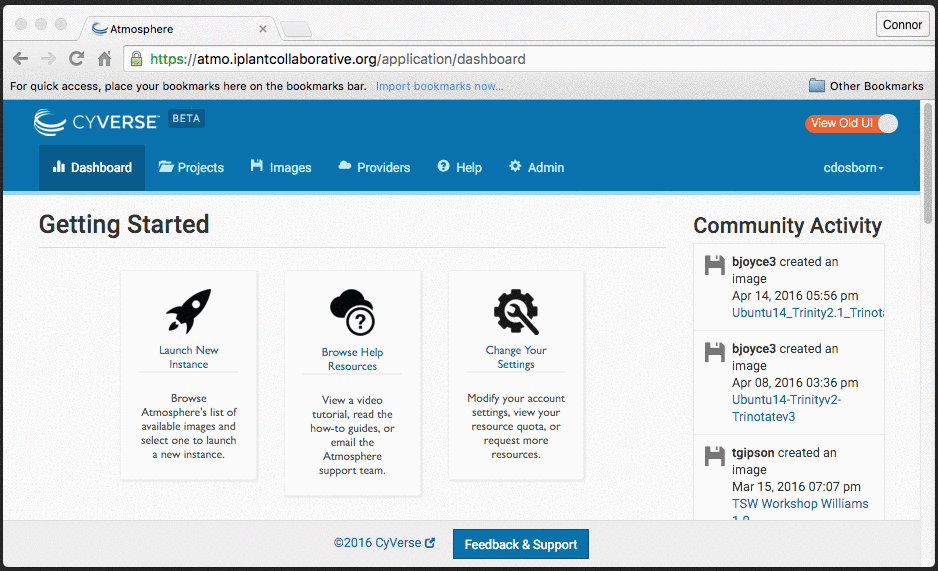 Atmosphere
Connor
https://atmo.iplantcollaborative.org/application/dashboard
For quick access, place your bookmarks here on the bookmarks bar. Import bookmarks now...
Other Bookmarks
CYVERSE BETA
View Old UI
Dashboard
Projects
Images
Providers
Help
Admin
cdosborn
Getting Started
Launch New
Instance
Browse
Atmosphere's list of
available images and
select one to launch
a new instance.
Browse Help
Resources
View a video
tutorial, read the
how-to guides, or
email the
Atmosphere
support team.
Change Your
Settings
Modify your account
settings, view your
resource quota, or
request more
resources.
Community Activity
bjoyce3 created an
image
Apr 14, 2016 05:56 pm
Ubuntu14_Trinity2.1_Trinota
bjoyce3 created an
image
Apr 08, 2016 03:36 pm
Ubuntu14-Trinityv2-
Trinotatev3
tgipson created an
image
Mar 15, 2016 07:07 pm
TSW Workshop Williams
©2016 CyVerse
Feedback & Support